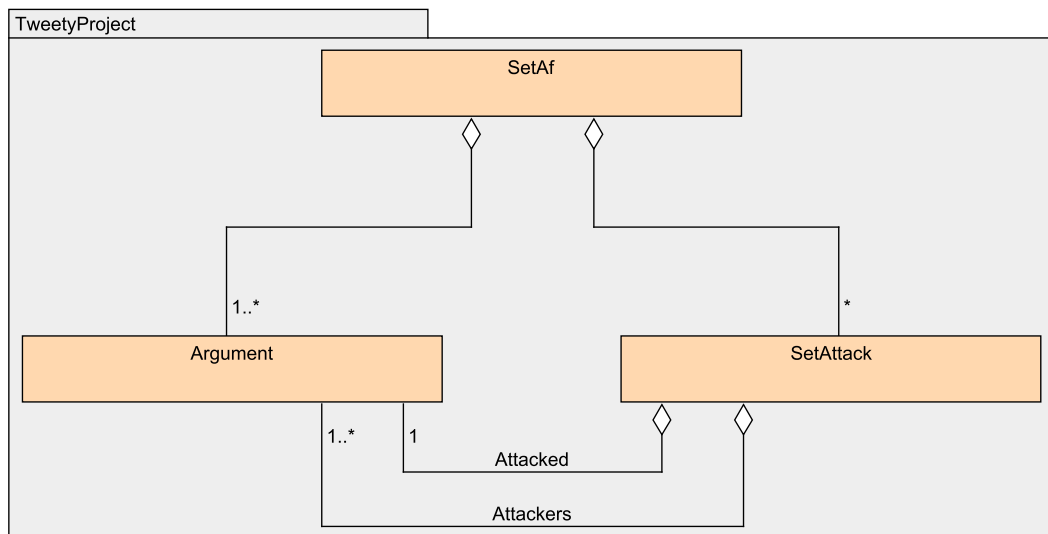 TweetyProject
SetAf
1..*
*
Argument
SetAttack
1..*
1
Attacked
Attackers